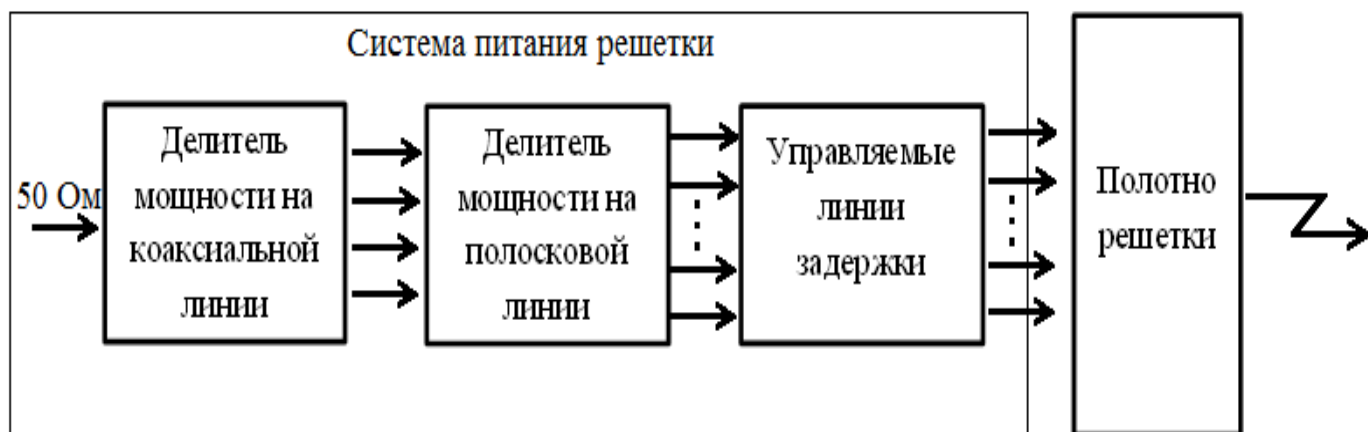 Система питания решетки
50 Ом
Делитель
мощности на
коаксиальной
линии
Делитель
мощности на
полосковой
линии
Управляемые
линии
задержки
Полотно
решетки